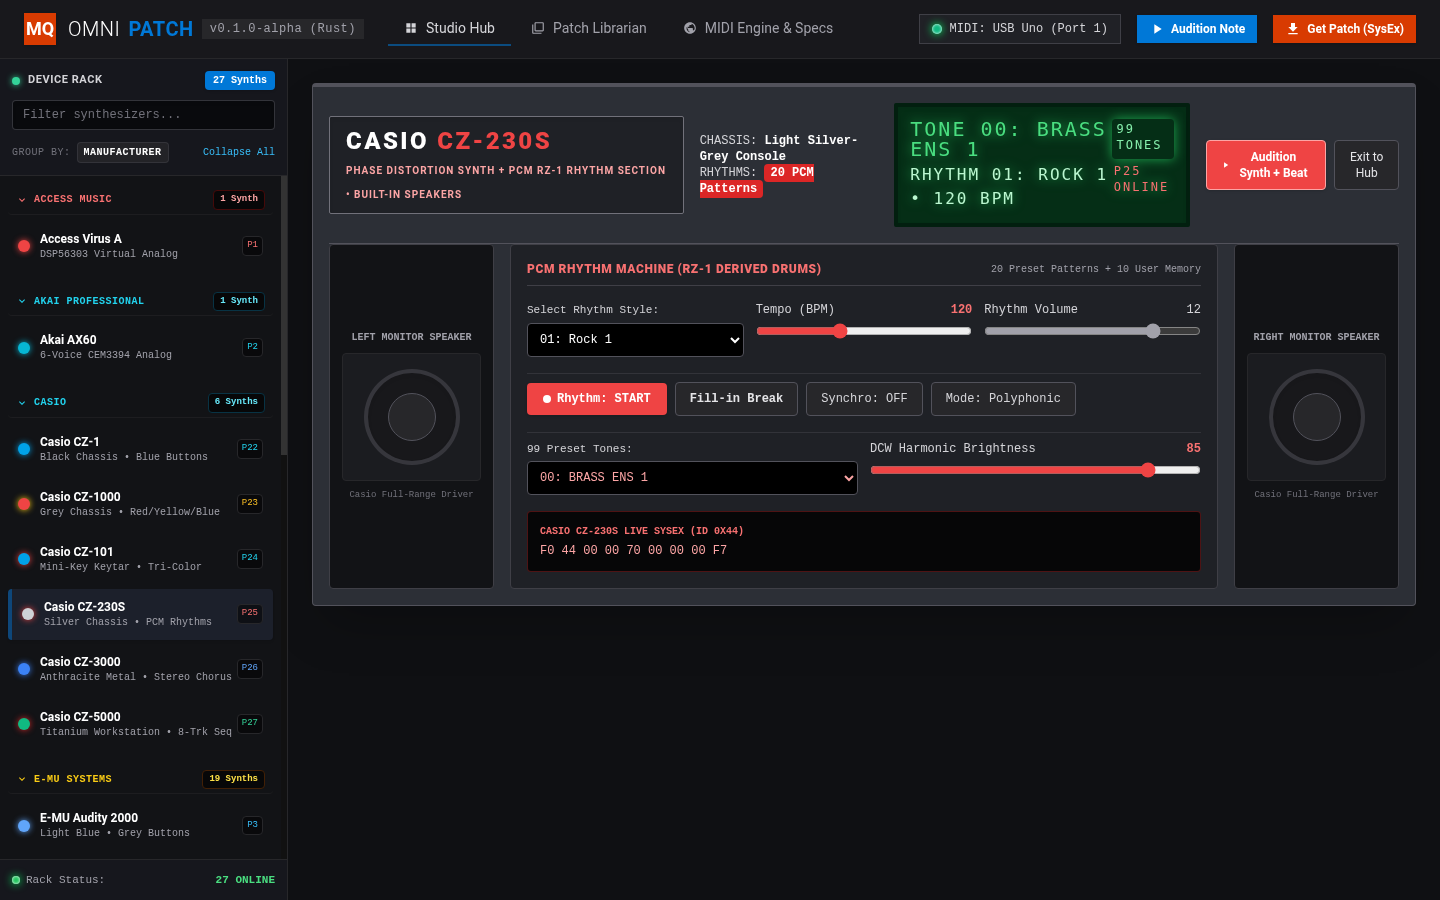 MQ OMNI PATCH v0.1.0-alpha (Rust) Studio Hub Patch Librarian MIDI Engine & Specs MIDI: USB Uno (Port 1) Audition Note Get Patch (SysEx)
DEVICE RACK 27 Synths
Filter synthesizers...
GROUP BY: MANUFACTURER Collapse All
ACCESS MUSIC 1 Synth
Access Virus A P1
DSP56303 Virtual Analog
AKAI PROFESSIONAL 1 Synth
Akai AX60 P2
6-Voice CEM3394 Analog
CASIO 6 Synths
Casio CZ-1 P22
Black Chassis • Blue Buttons
Casio CZ-1000 P23
Grey Chassis • Red/Yellow/Blue
Casio CZ-101 P24
Mini-Key Keytar • Tri-Color
Casio CZ-230S P25
Silver Chassis • PCM Rhythms
Casio CZ-3000 P26
Anthracite Metal • Stereo Chorus
Casio CZ-5000 P27
Titanium Workstation • 8-Trk Seq
E-MU SYSTEMS 19 Synths
E-MU Audity 2000 P3
Light Blue • Grey Buttons
Rack Status: 27 ONLINE
CASIO CZ-230S
PHASE DISTORTION SYNTH + PCM RZ-1 RHYTHM SECTION
• BUILT-IN SPEAKERS
CHASSIS: Light Silver-
Grey Console
RHYTHMS: 20 PCM
Patterns
TONE 00: BRASS
ENS 1
RHYTHM 01: ROCK 1
• 120 BPM
99
TONES
P25
ONLINE
Audition
Synth + Beat
Exit to
Hub
LEFT MONITOR SPEAKER
Casio Full-Range Driver
PCM RHYTHM MACHINE (RZ-1 DERIVED DRUMS) 20 Preset Patterns + 10 User Memory
Select Rhythm Style: Tempo (BPM) 120 Rhythm Volume 12
01: Rock 1
Rhythm: START Fill-in Break Synchro: OFF Mode: Polyphonic
99 Preset Tones: DCW Harmonic Brightness 85
00: BRASS ENS 1
CASIO CZ-230S LIVE SYSEX (ID 0X44)
F0 44 00 00 70 00 00 00 F7
RIGHT MONITOR SPEAKER
Casio Full-Range Driver